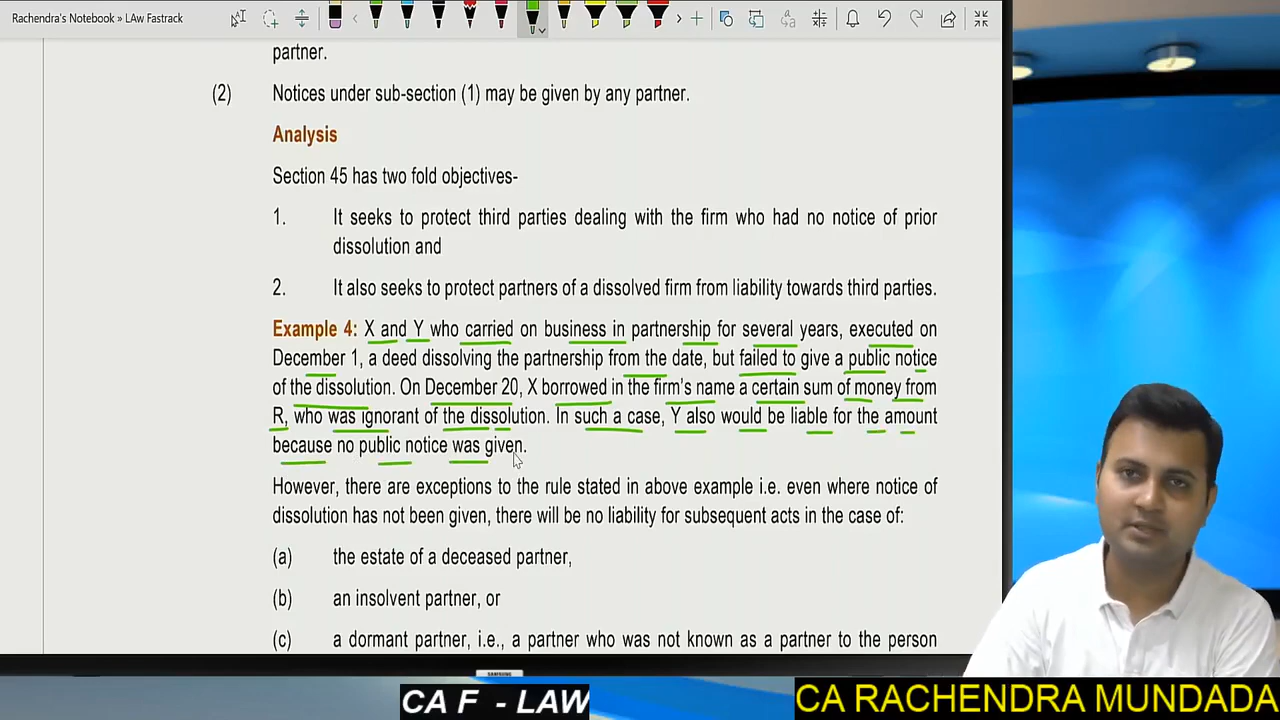 Rachendra's Notebook » LAw Fastrack
partner.
(2) Notices under sub-section (1) may be given by any partner.
Analysis
Section 45 has two fold objectives-
1. It seeks to protect third parties dealing with the firm who had no notice of prior
dissolution and
2. It also seeks to protect partners of a dissolved firm from liability towards third parties.
Example 4: X and Y who carried on business in partnership for several years, executed on
December 1, a deed dissolving the partnership from the date, but failed to give a public notice
of the dissolution. On December 20, X borrowed in the firm's name a certain sum of money from
R, who was ignorant of the dissolution. In such a case, Y also would be liable for the amount
because no public notice was given.
However, there are exceptions to the rule stated in above example i.e. even where notice of
dissolution has not been given, there will be no liability for subsequent acts in the case of:
(a) the estate of a deceased partner,
(b) an insolvent partner, or
(c) a dormant partner, i.e., a partner who was not known as a partner to the person
SAMSUNG
CA F - LAW
CA RACHENDRA MUNDADA